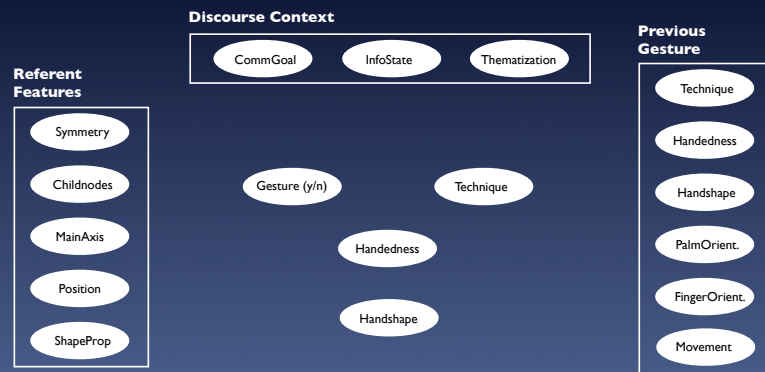 Discourse Context
CommGoal InfoState Thematization
Referent
Features
Symmetry
Childnodes
MainAxis
Position
ShapeProp
Gesture (y/n) Technique
Handedness
Handshape
Previous
Gesture
Technique
Handedness
Handshape
PalmOrient.
FingerOrient.
Movement